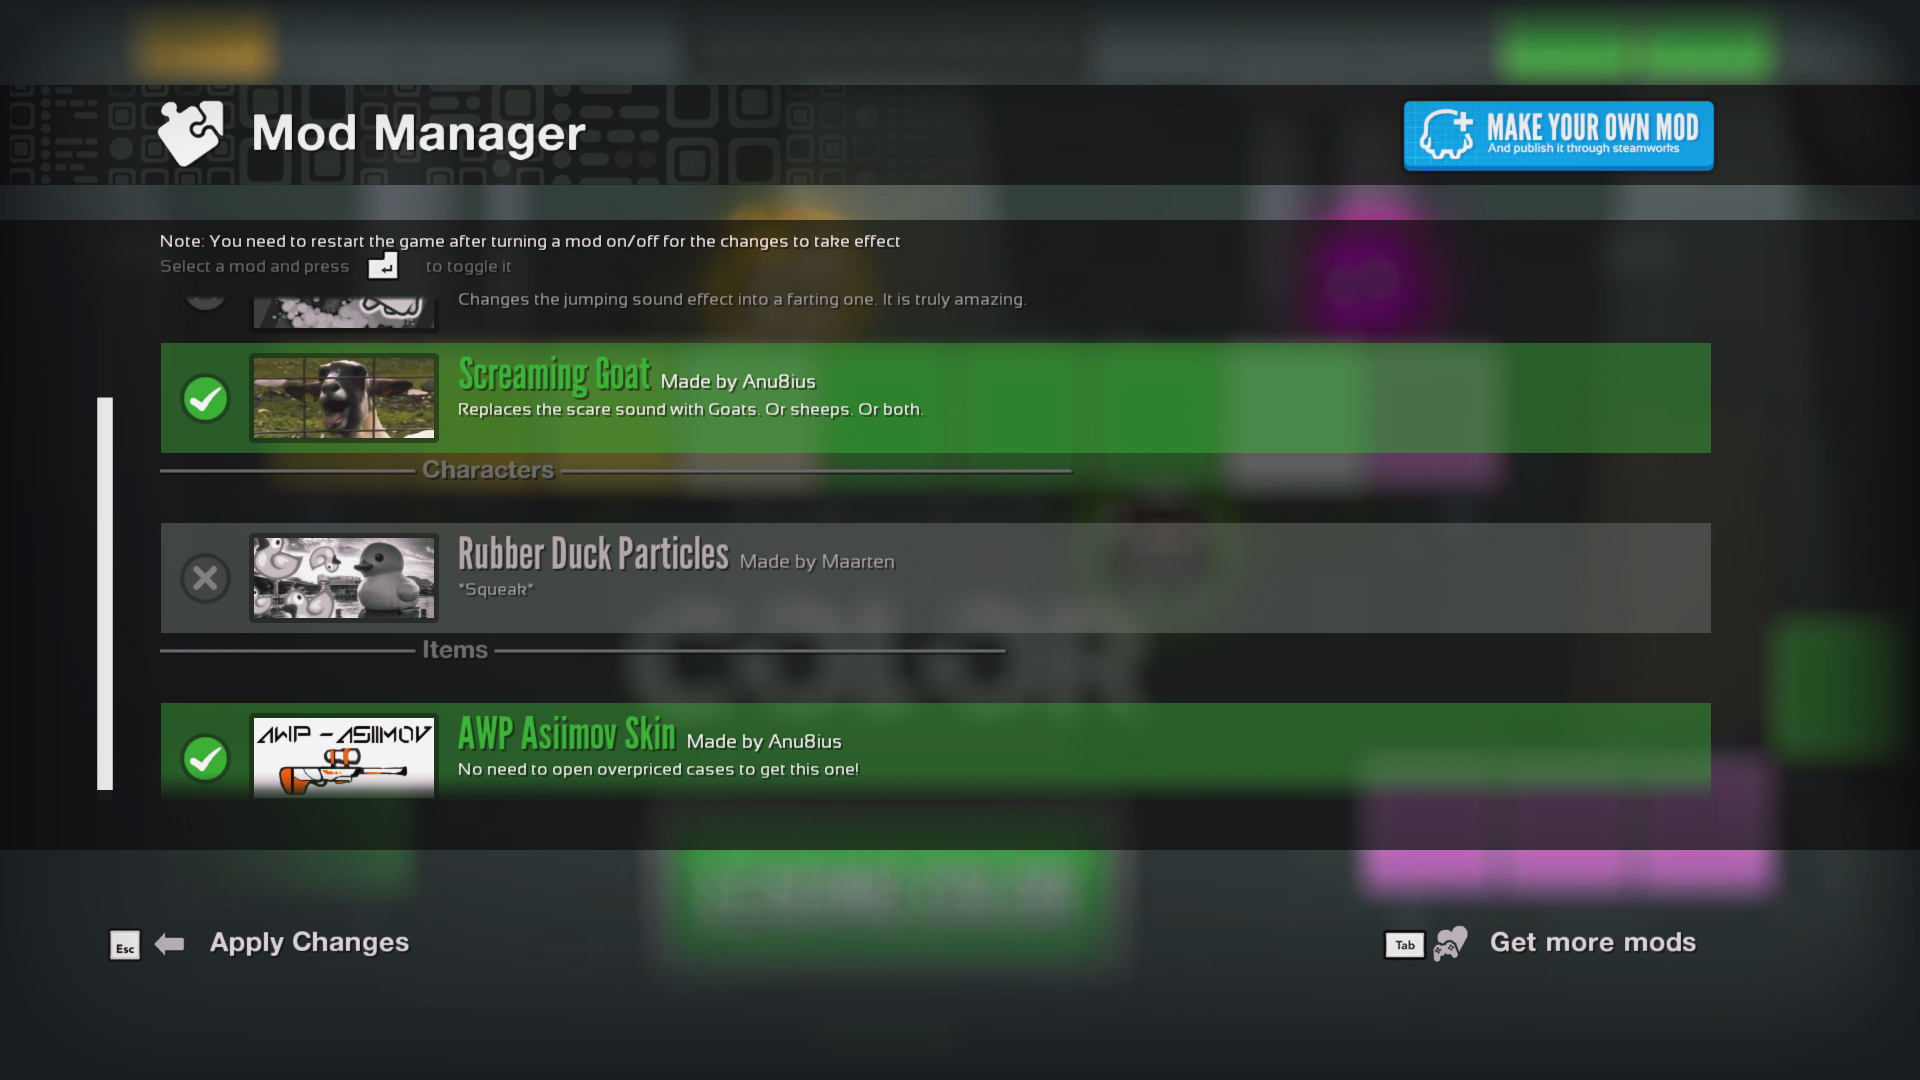 Mod Manager
MAKE YOUR OWN MOD
And publish it through steamworks
Note: You need to restart the game after turning a mod on/off for the changes to take effect
Select a mod and press to toggle it
Changes the jumping sound effect into a farting one. It is truly amazing.
Screaming Goat Made by Anu8ius
Replaces the scare sound with Goats. Or sheeps. Or both.
Characters
Rubber Duck Particles Made by Maarten
*Squeak*
COLOR
Items
AWP - ASIIMOV
AWP Asiimov Skin Made by Anu8ius
No need to open overpriced cases to get this one!
Esc Apply Changes
Tab Get more mods